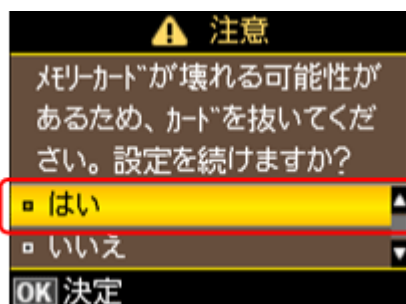 注意
ﾒﾓﾘｰｶｰﾄﾞが壊れる可能性が
あるため、ｶｰﾄﾞを抜いてくだ
さい。設定を続けますか?
はい
いいえ
OK 決定